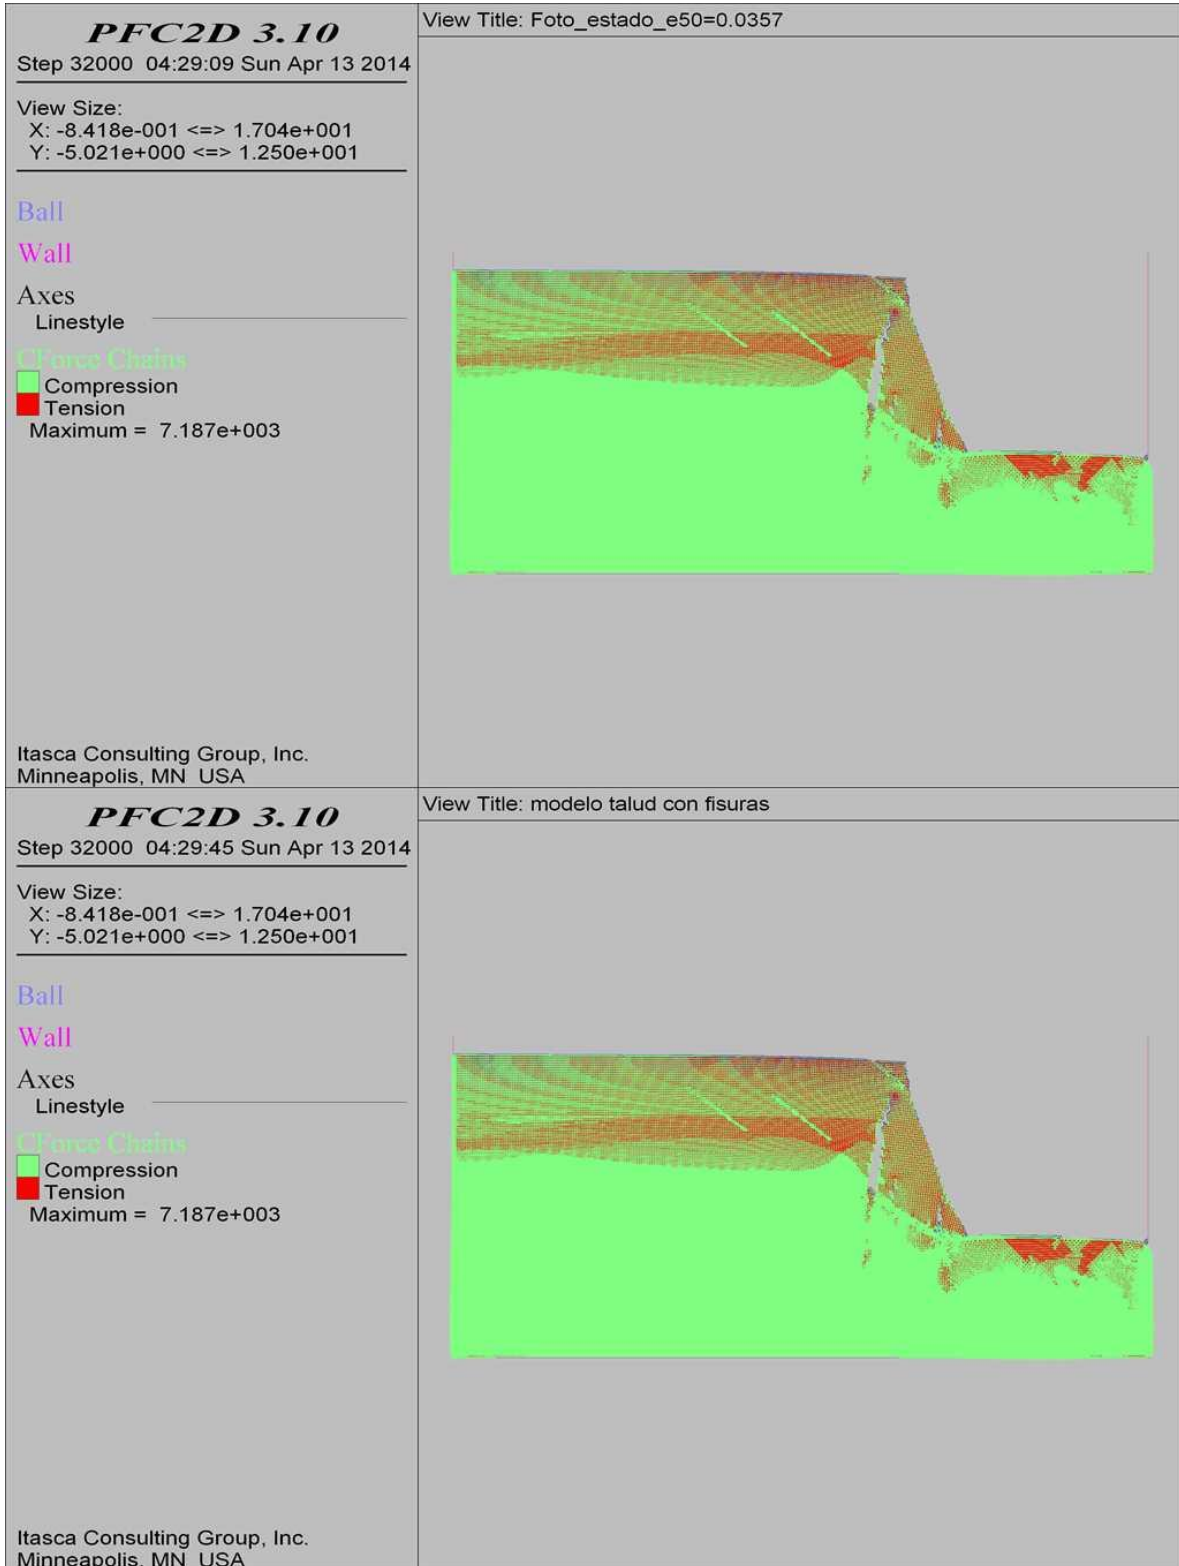 PFC2D 3.10
Step 32000 04:29:09 Sun Apr 13 2014
View Size:
X: -8.418e-001 <=> 1.704e+001
Y: -5.021e+000 <=> 1.250e+001
Ball
Wall
Axes
Linestyle
CForce Chains
Compression
Tension
Maximum = 7.187e+003
Itasca Consulting Group, Inc.
Minneapolis, MN USA
View Title: Foto_estado_e50=0.0357
PFC2D 3.10
Step 32000 04:29:45 Sun Apr 13 2014
View Size:
X: -8.418e-001 <=> 1.704e+001
Y: -5.021e+000 <=> 1.250e+001
Ball
Wall
Axes
Linestyle
CForce Chains
Compression
Tension
Maximum = 7.187e+003
Itasca Consulting Group, Inc.
Minneapolis, MN USA
View Title: modelo talud con fisuras